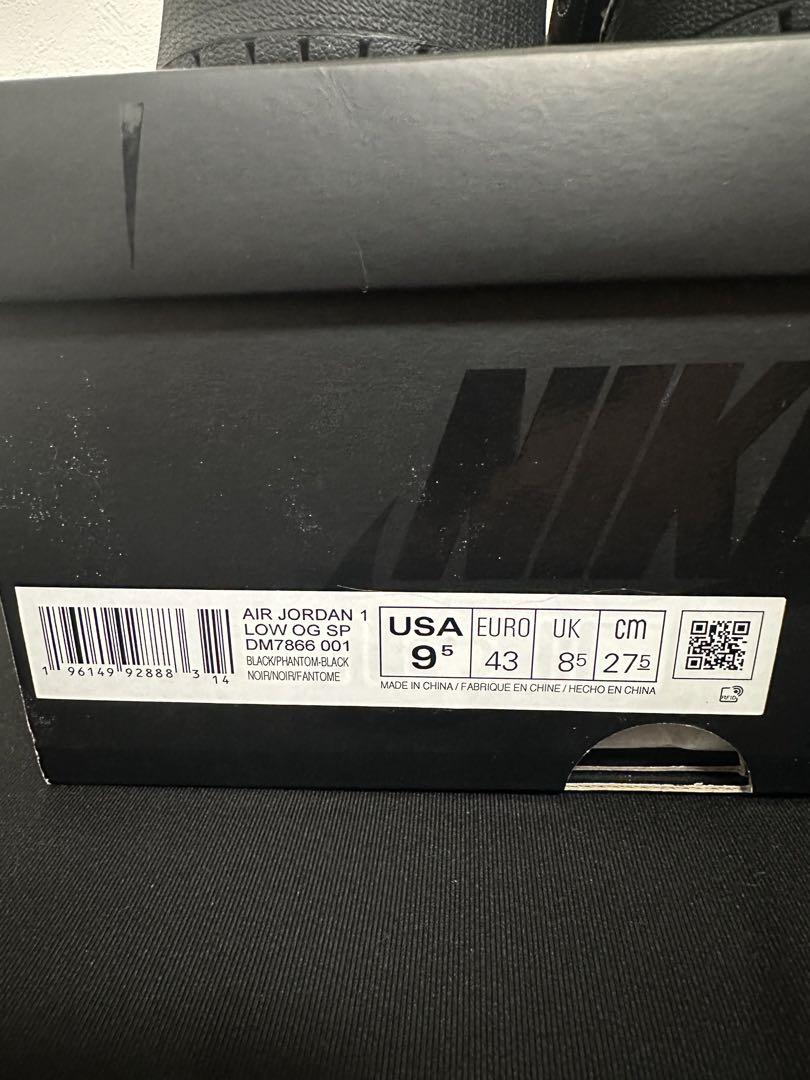 NIKE
AIR JORDAN 1
LOW OG SP
DM7866 001
BLACK/PHANTOM-BLACK
NOIR/NOIR/FANTOME
1 96149 92888 3 14
USA EURO UK cm
95 43 85 275
MADE IN CHINA / FABRIQUE EN CHINE / HECHO EN CHINA